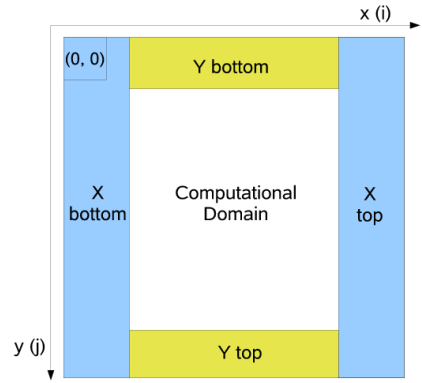 x (i)
(0, 0)
Y bottom
X
bottom
Computational
Domain
X
top
y (j)
Y top